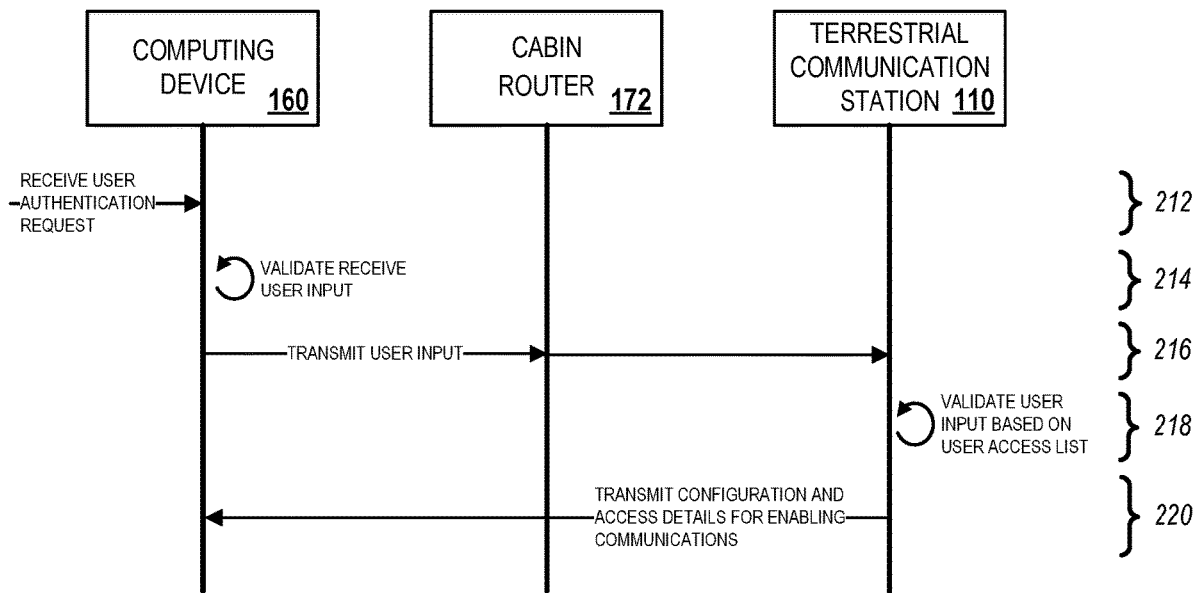 COMPUTING
DEVICE 160
CABIN
ROUTER 172
TERRESTRIAL
COMMUNICATION
STATION 110
RECEIVE USER
AUTHENTICATION
REQUEST
212
VALIDATE RECEIVE
USER INPUT
214
TRANSMIT USER INPUT
216
VALIDATE USER
INPUT BASED ON
USER ACCESS LIST
218
TRANSMIT CONFIGURATION AND
ACCESS DETAILS FOR ENABLING
COMMUNICATIONS
220